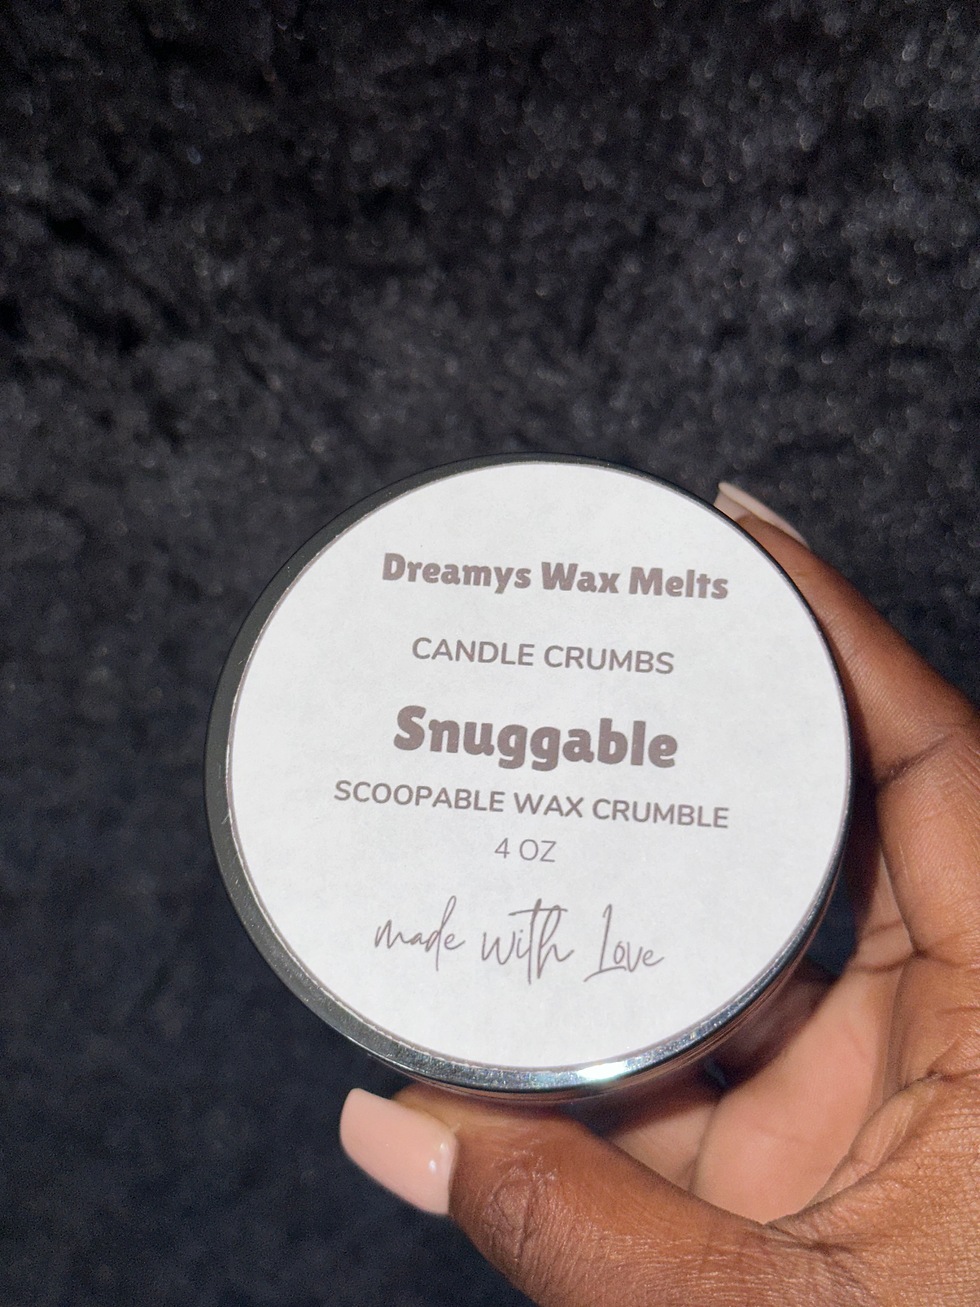 Dreamys Wax Melts
CANDLE CRUMBS
Snuggable
SCOOPABLE WAX CRUMBLE
4 OZ
made with Love